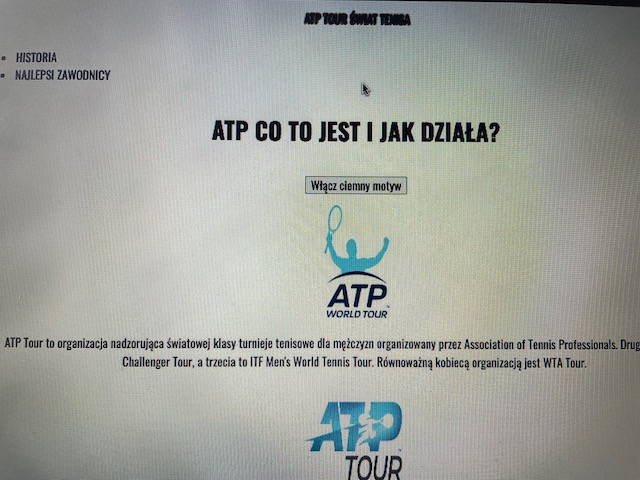 ATP TOUR ŚWIAT TENISA
HISTORIA
NAJLEPSI ZAWODNICY
ATP CO TO JEST I JAK DZIAŁA?
Włącz ciemny motyw
ATP
WORLD TOUR
ATP Tour to organizacja nadzorująca światowej klasy turnieje tenisowe dla mężczyzn organizowany przez Association of Tennis Professionals. Drug
Challenger Tour, a trzecia to ITF Men's World Tennis Tour. Równoważną kobiecą organizacją jest WTA Tour.
ATP
TOUR